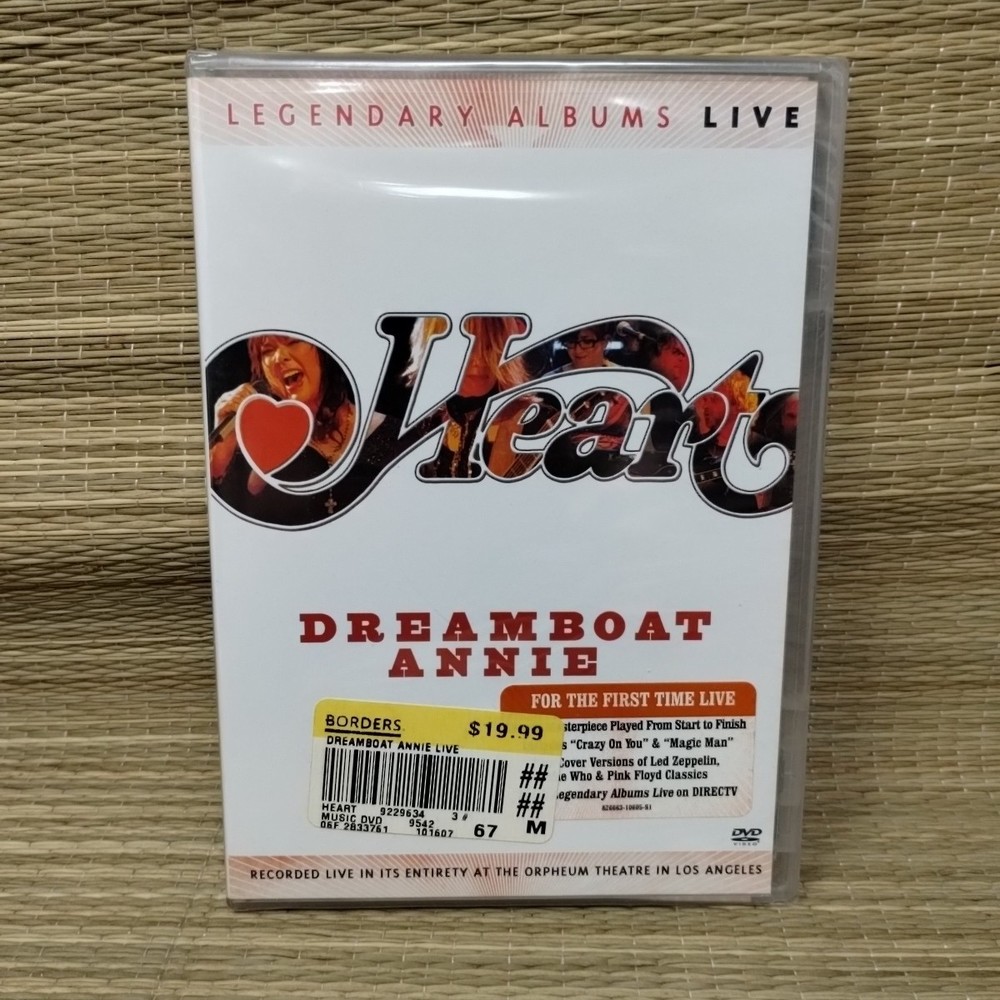 LEGENDARY ALBUMS LIVE
Heart
DREAMBOAT
ANNIE
FOR THE FIRST TIME LIVE
Played From Start to Finish
"Crazy On You" & "Magic Man"
Cover Versions of Led Zeppelin,
Who & Pink Floyd Classics
Legendary Albums Live on DIRECTV
BORDERS. $19.99
DREAMBOAT ANNIE LIVE
##
##
HEART 9229634 3#
MUSIC DVD 9542
06F 2833761 101607 67 M
DVD
VIDEO
RECORDED LIVE IN ITS ENTIRETY AT THE ORPHEUM THEATRE IN LOS ANGELES